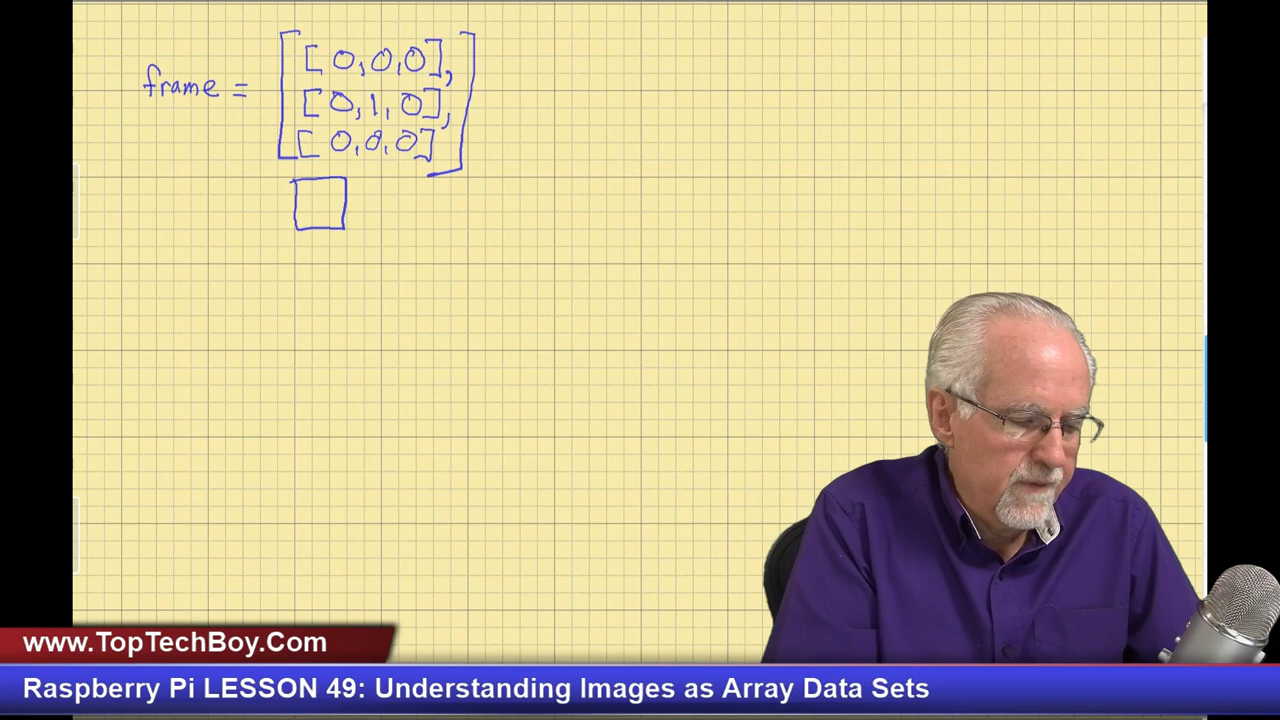 frame = [[0,0,0],
[0,1,0],
[0,0,0]]
www.TopTechBoy.Com
Raspberry Pi LESSON 49: Understanding Images as Array Data Sets